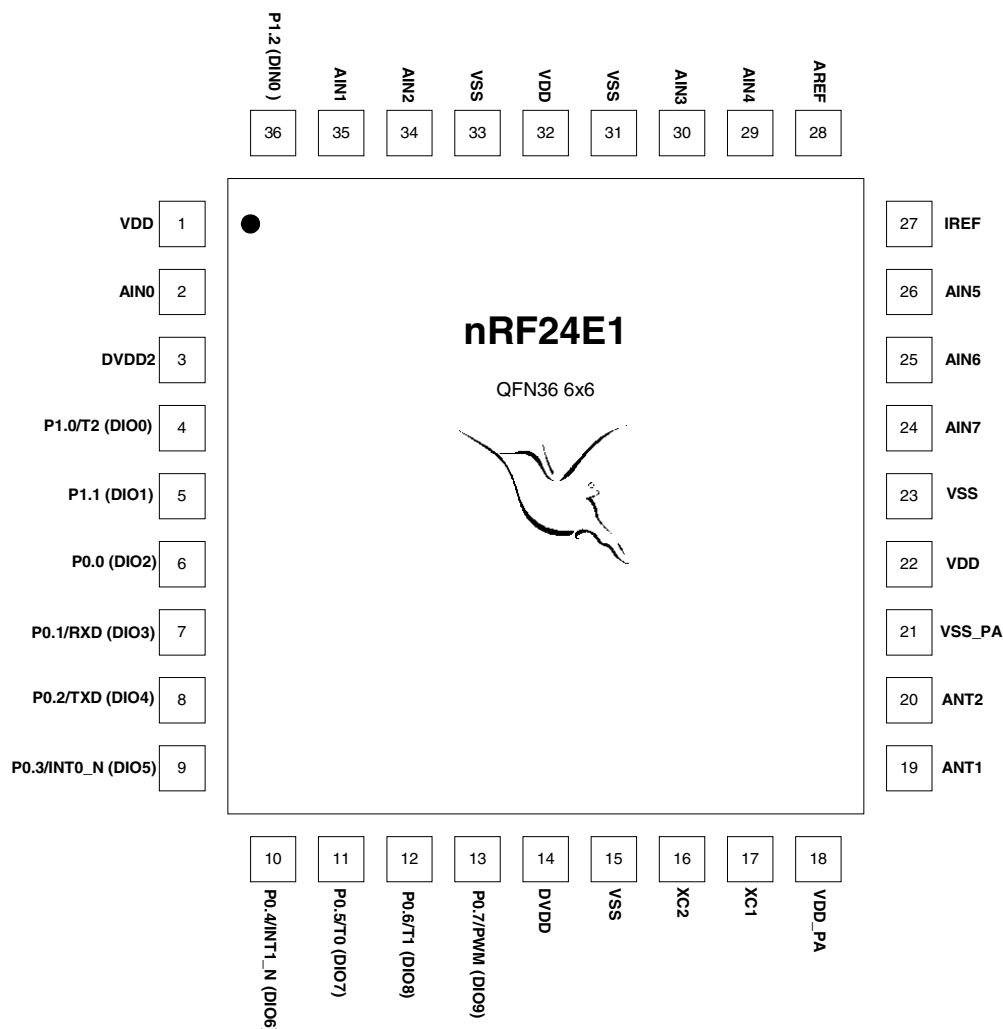 P1.2 (DIN0 )
AIN1
AIN2
VSS
VDD
VSS
AIN3
AIN4
AREF
36
35
34
33
32
31
30
29
28
VDD 1
27 IREF
AIN0 2
26 AIN5
nRF24E1
DVDD2 3
25 AIN6
QFN36 6x6
P1.0/T2 (DIO0) 4
24 AIN7
P1.1 (DIO1) 5
23 VSS
P0.0 (DIO2) 6
22 VDD
P0.1/RXD (DIO3) 7
21 VSS_PA
P0.2/TXD (DIO4) 8
20 ANT2
P0.3/INT0_N (DIO5) 9
19 ANT1
10
11
12
13
14
15
16
17
18
P0.4/INT1_N (DIO6
P0.5/T0 (DIO7)
P0.6/T1 (DIO8)
P0.7/PWM (DIO9)
DVDD
VSS
XC2
XC1
VDD_PA